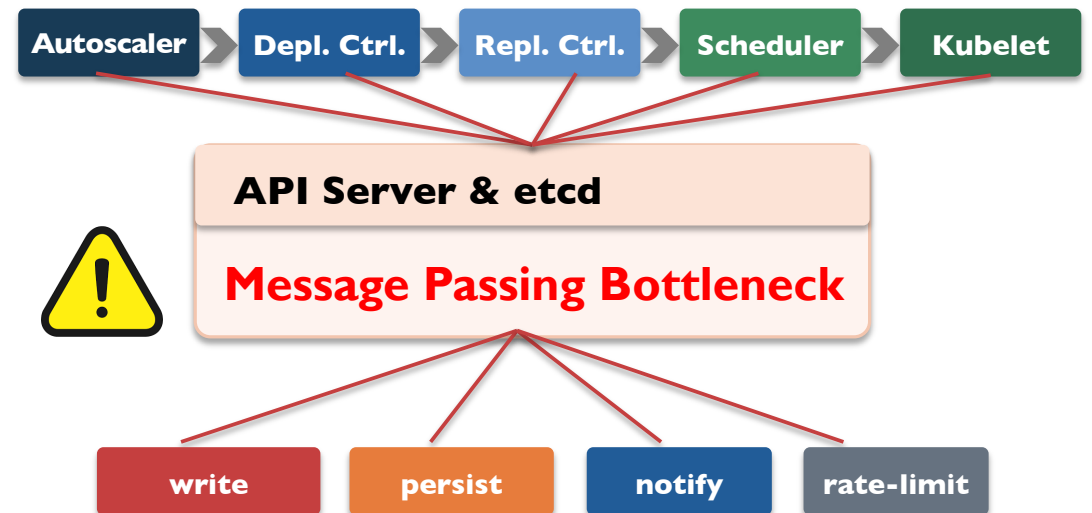 Autoscaler
Depl. Ctrl.
Repl. Ctrl.
Scheduler
Kubelet
API Server & etcd
!
Message Passing Bottleneck
write
persist
notify
rate-limit